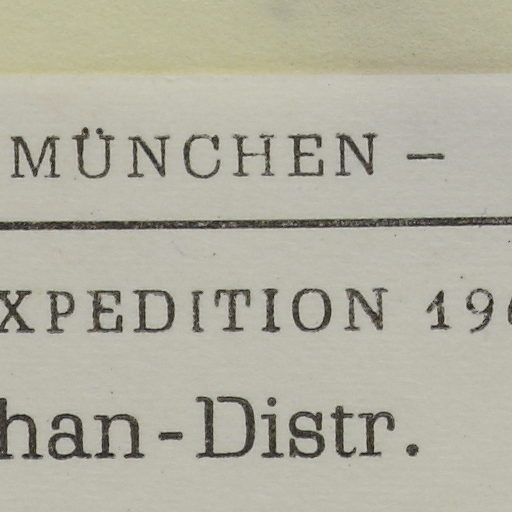 MÜNCHEN –
XPEDITION 19
han-Distr.